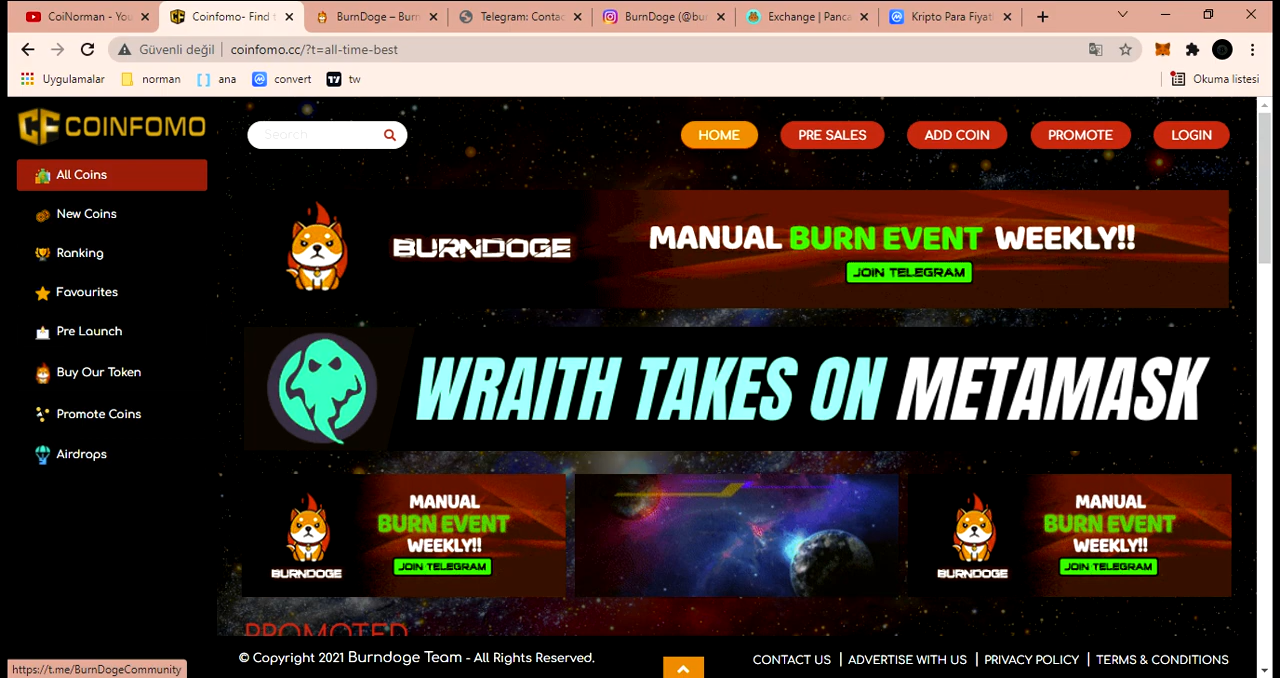 CoiNorman - You
Coinfomo- Find t
BurnDoge – Burn
Telegram: Contac
BurnDoge (@bu
Exchange | Panca
Kripto Para Fiyatl
Güvenli değil
coinfomo.cc/?t=all-time-best
Uygulamalar
norman
ana
convert
tw
Okuma listesi
COINFOMO
Search
HOME
PRE SALES
ADD COIN
PROMOTE
LOGIN
All Coins
New Coins
Ranking
Favourites
Pre Launch
Buy Our Token
Promote Coins
Airdrops
BURNDOGE
MANUAL BURN EVENT WEEKLY!!
JOIN TELEGRAM
WRAITH TAKES ON METAMASK
BURNDOGE
MANUAL
BURN EVENT
WEEKLY!!
JOIN TELEGRAM
BURNDOGE
MANUAL
BURN EVENT
WEEKLY!!
JOIN TELEGRAM
PROMOTED
© Copyright 2021 Burndoge Team - All Rights Reserved.
CONTACT US | ADVERTISE WITH US | PRIVACY POLICY | TERMS & CONDITIONS
https://t.me/BurnDogeCommunity